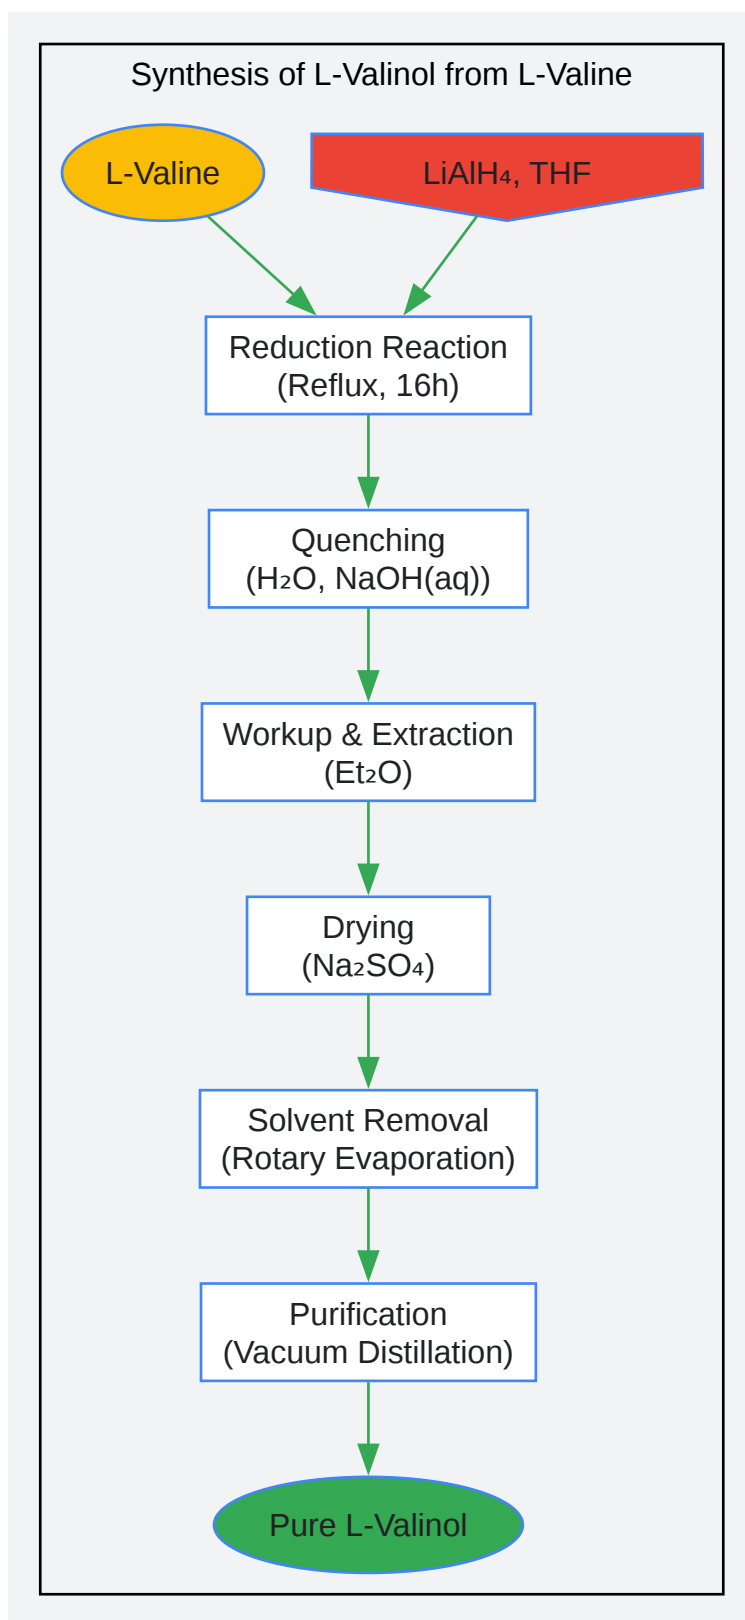 Synthesis of L-Valinol from L-Valine
L-Valine
LiAlH₄, THF
Reduction Reaction
(Reflux, 16h)
Quenching
(H₂O, NaOH(aq))
Workup & Extraction
(Et₂O)
Drying
(Na₂SO₄)
Solvent Removal
(Rotary Evaporation)
Purification
(Vacuum Distillation)
Pure L-Valinol